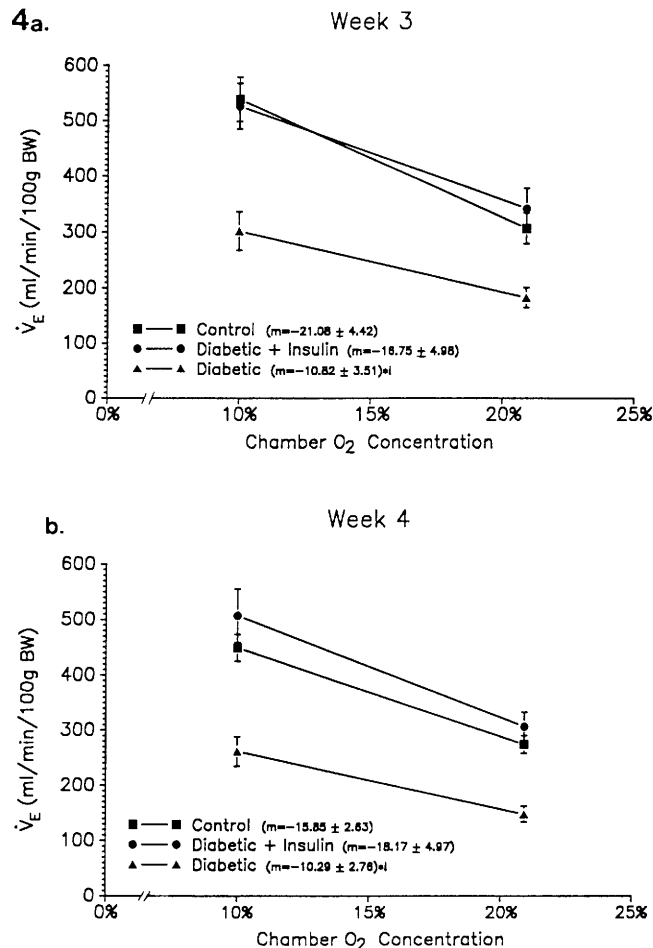 4a.
Week 3
600
500
400
300
200
100
0
V̇E (ml/min/100g BW)
Control (m=-21.08 ± 4.42)
Diabetic + Insulin (m=-16.75 ± 4.98)
Diabetic (m=-10.82 ± 3.51)*i
0% 10% 15% 20% 25%
Chamber O2 Concentration
b.
Week 4
600
500
400
300
200
100
0
V̇E (ml/min/100g BW)
Control (m=-15.85 ± 2.63)
Diabetic + Insulin (m=-18.17 ± 4.97)
Diabetic (m=-10.29 ± 2.76)*i
0% 10% 15% 20% 25%
Chamber O2 Concentration